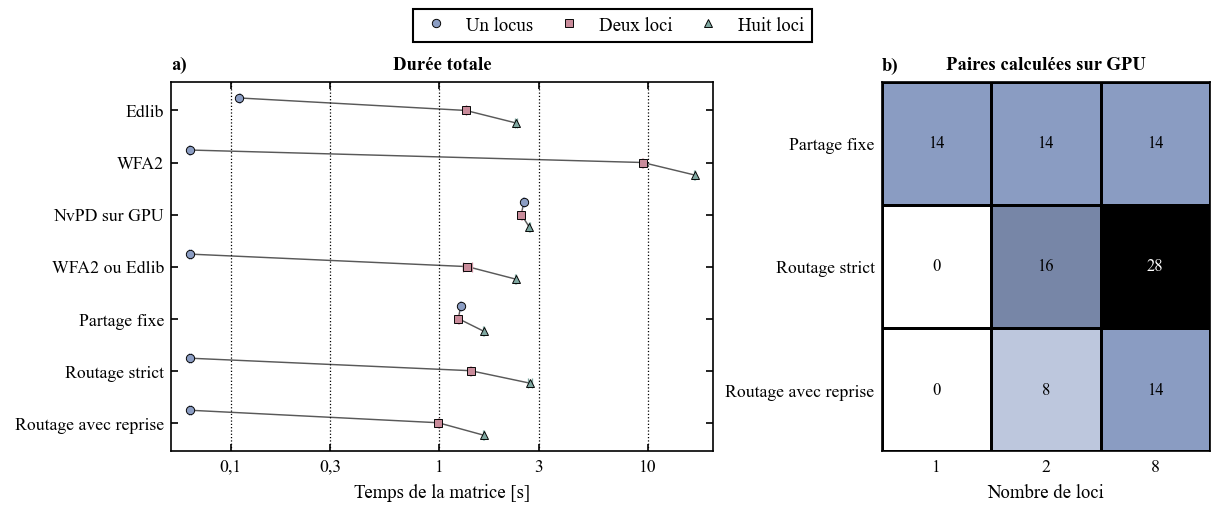 Un locus
Deux loci
Huit loci
a)
Durée totale
Edlib
WFA2
NvPD sur GPU
WFA2 ou Edlib
Partage fixe
Routage strict
Routage avec reprise
0,1
0,3
1
3
10
Temps de la matrice [s]
b)
Paires calculées sur GPU
Partage fixe
14
14
14
Routage strict
0
16
28
Routage avec reprise
0
8
14
1
2
8
Nombre de loci